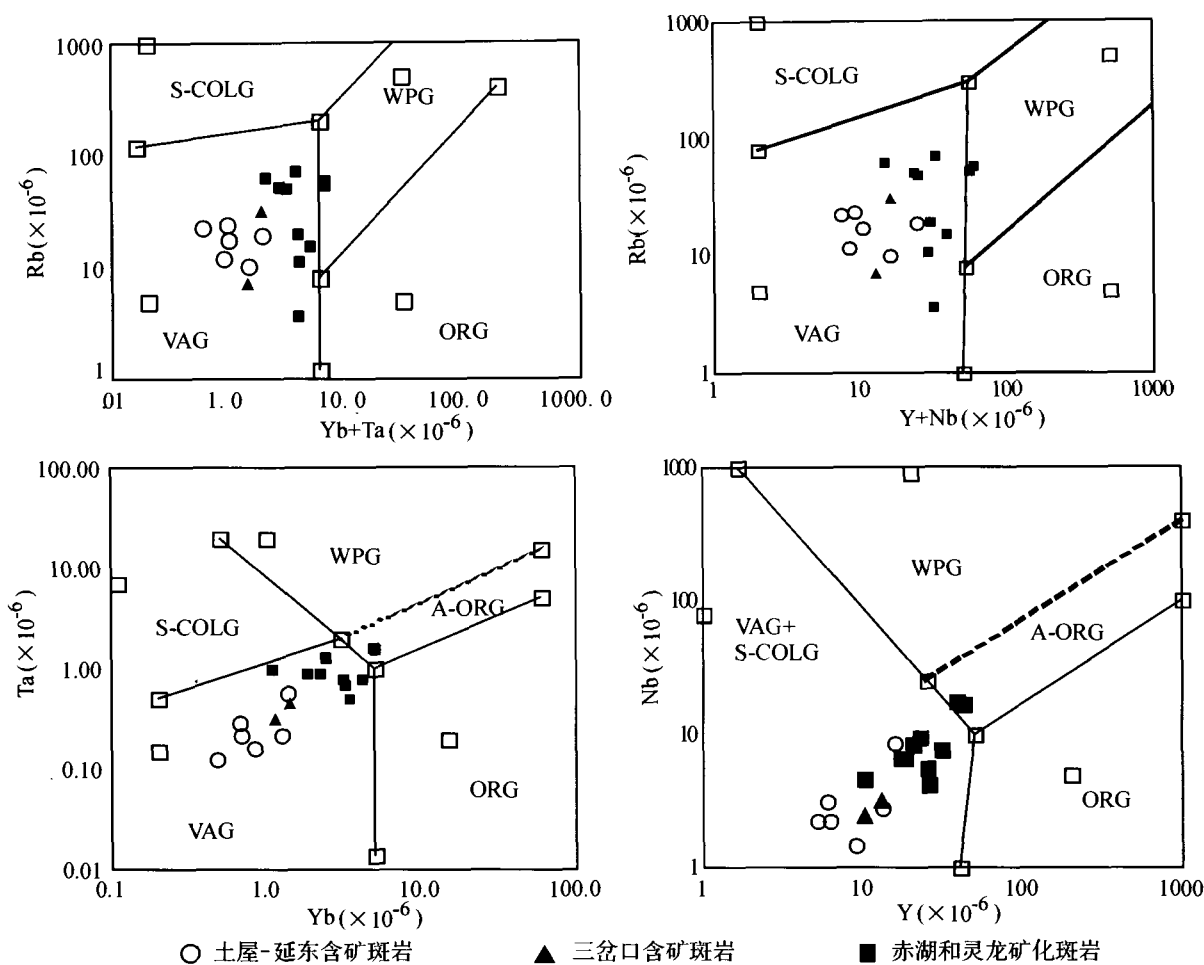 1000
100
10
1
Rb(×10⁻⁶)
S-COLG
WPG
VAG
ORG
.01
1.0
10.0
100.0
1000.0
Yb+Ta(×10⁻⁶)
1000
100
10
1
Rb(×10⁻⁶)
S-COLG
WPG
VAG
ORG
1
10
100
1000
Y+Nb(×10⁻⁶)
100.00
10.00
1.00
0.10
0.01
Ta(×10⁻⁶)
WPG
S-COLG
A-ORG
VAG
ORG
0.1
1.0
10.0
100.0
Yb(×10⁻⁶)
1000
100
10
1
Nb(×10⁻⁶)
WPG
VAG+
S-COLG
A-ORG
ORG
1
10
100
1000
Y(×10⁻⁶)
土屋-延东含矿斑岩
三岔口含矿斑岩
赤湖和灵龙矿化斑岩